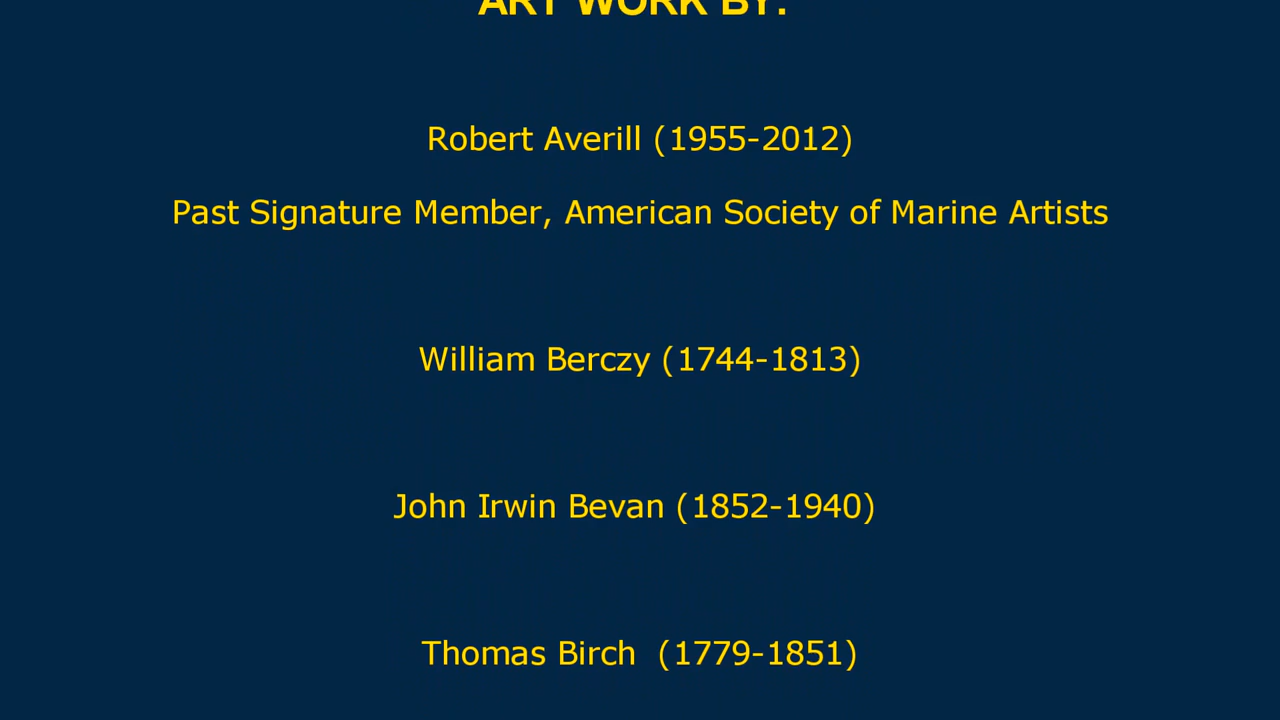 ART WORK BY:
Robert Averill (1955-2012)
Past Signature Member, American Society of Marine Artists
William Berczy (1744-1813)
John Irwin Bevan (1852-1940)
Thomas Birch (1779-1851)